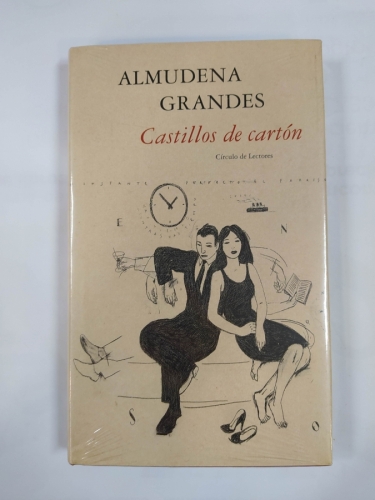 ALMUDENA
GRANDES
Castillos de cartón
Círculo de Lectores
E
N
S
O